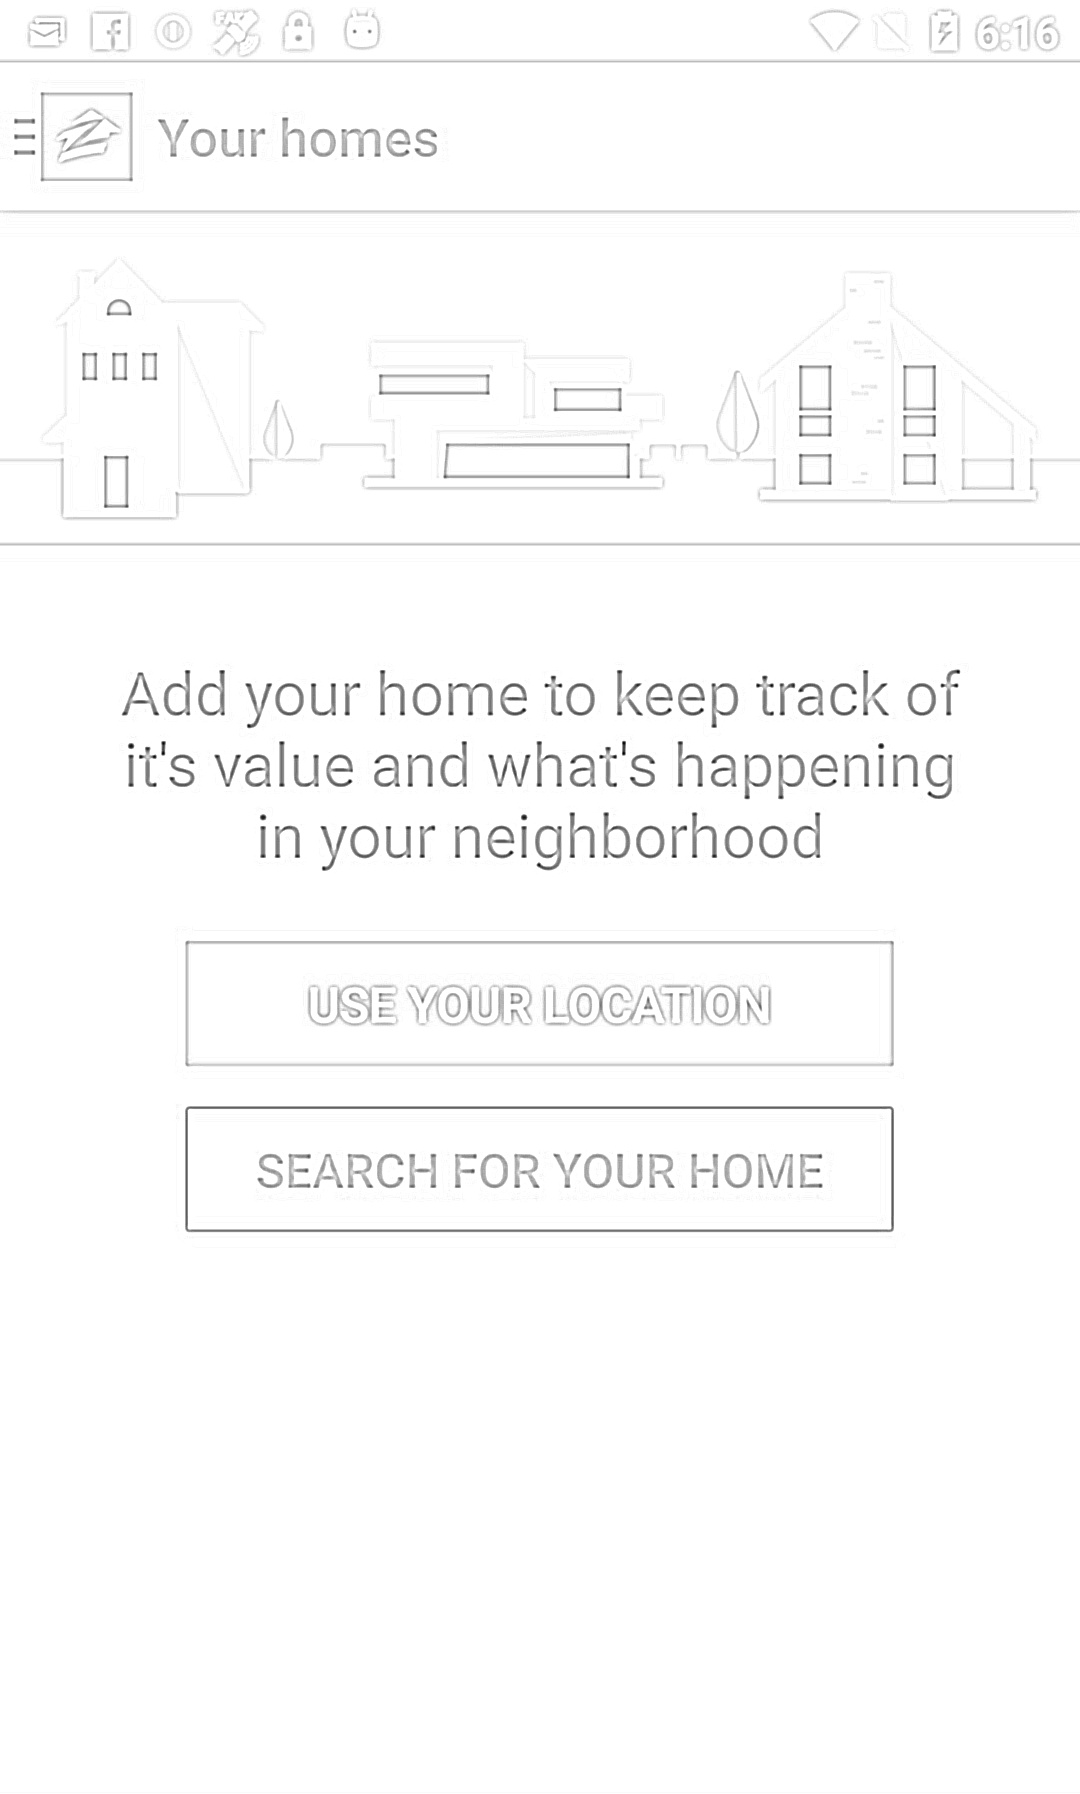 6:16
Your homes
Add your home to keep track of
it's value and what's happening
in your neighborhood
USE YOUR LOCATION
SEARCH FOR YOUR HOME